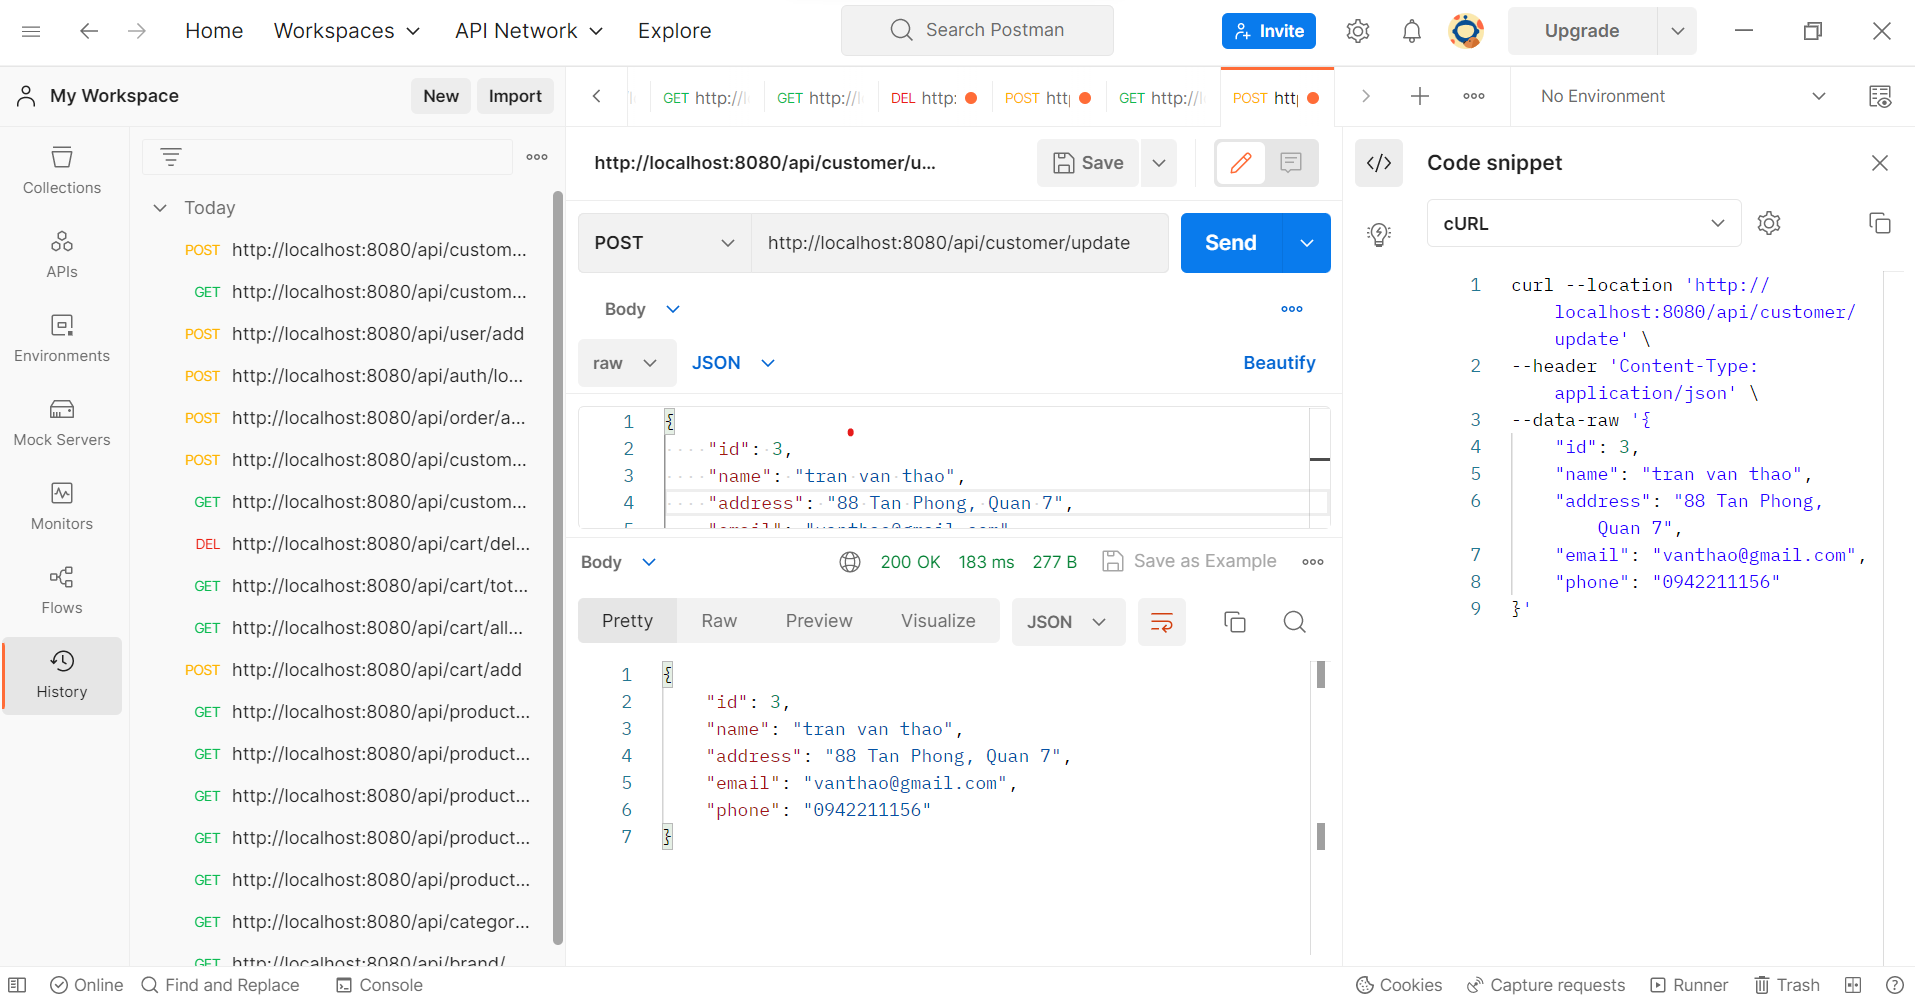 Home Workspaces API Network Explore Search Postman Invite Upgrade
My Workspace New Import
GET http:// GET http:// DEL http: POST htt GET http:// POST htt No Environment
Collections
APIs
Environments
Mock Servers
Monitors
Flows
History
Today
POST http://localhost:8080/api/custom...
GET http://localhost:8080/api/custom...
POST http://localhost:8080/api/user/add
POST http://localhost:8080/api/auth/lo...
POST http://localhost:8080/api/order/a...
POST http://localhost:8080/api/custom...
GET http://localhost:8080/api/custom...
DEL http://localhost:8080/api/cart/del...
GET http://localhost:8080/api/cart/tot...
GET http://localhost:8080/api/cart/all...
POST http://localhost:8080/api/cart/add
GET http://localhost:8080/api/product...
GET http://localhost:8080/api/product...
GET http://localhost:8080/api/product...
GET http://localhost:8080/api/product...
GET http://localhost:8080/api/product...
GET http://localhost:8080/api/categor...
GET http://localhost:8080/api/brand/
http://localhost:8080/api/customer/u... Save
POST http://localhost:8080/api/customer/update Send
Body
raw JSON Beautify
1 {
2 "id": 3,
3 "name": "tran van thao",
4 "address": "88 Tan Phong, Quan 7",
5 "email": "vanthao@gmail.com"
Body 200 OK 183 ms 277 B Save as Example
Pretty Raw Preview Visualize JSON
1 {
2 "id": 3,
3 "name": "tran van thao",
4 "address": "88 Tan Phong, Quan 7",
5 "email": "vanthao@gmail.com",
6 "phone": "0942211156"
7 }
</> Code snippet
cURL
1 curl --location 'http://
localhost:8080/api/customer/
update' \
2 --header 'Content-Type:
application/json' \
3 --data-raw '{
4 "id": 3,
5 "name": "tran van thao",
6 "address": "88 Tan Phong,
Quan 7",
7 "email": "vanthao@gmail.com",
8 "phone": "0942211156"
9 }'
Online Find and Replace Console Cookies Capture requests Runner Trash